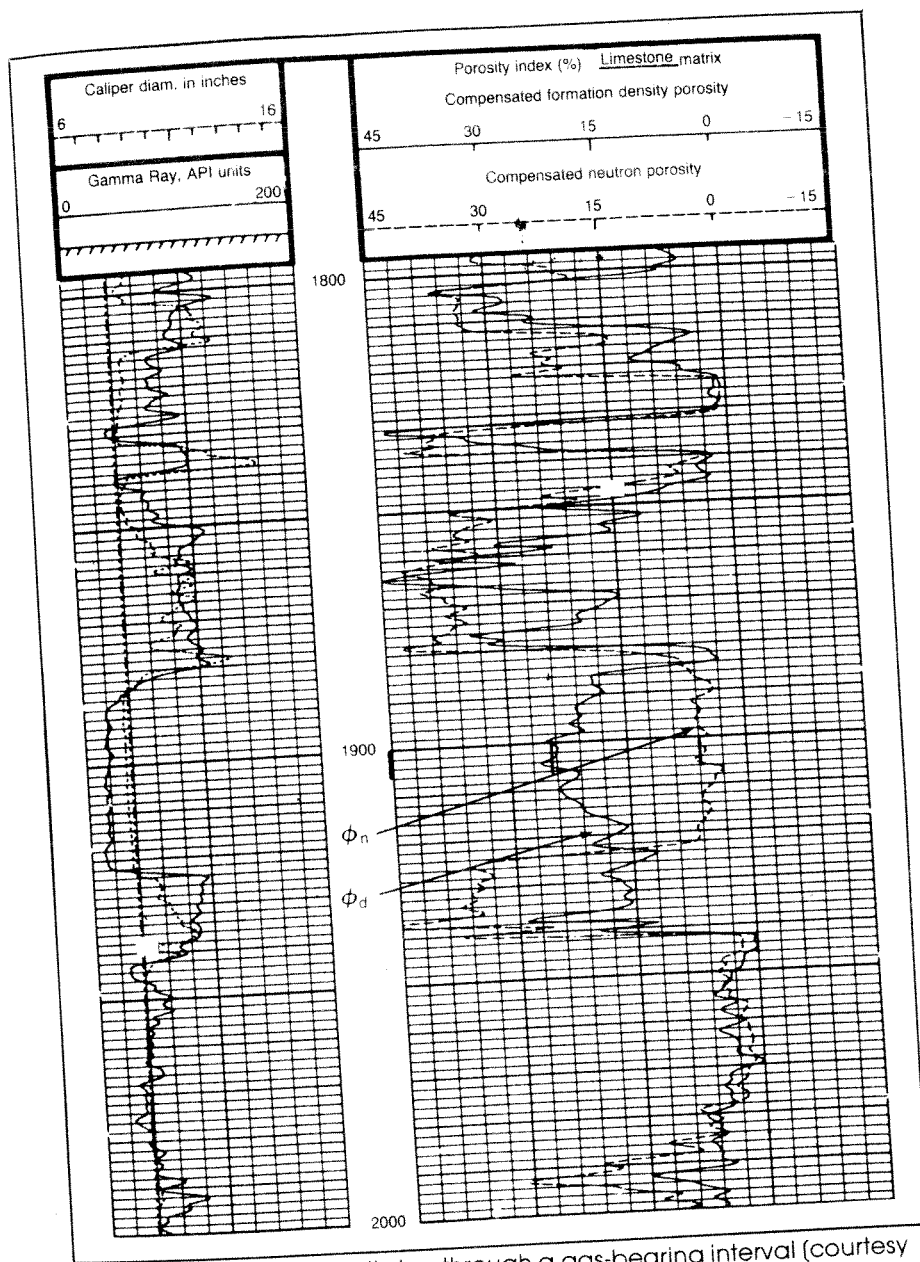 Caliper diam. in inches
6 16
Gamma Ray, API units
0 200
Porosity index (%) Limestone matrix
Compensated formation density porosity
45 30 15 0 -15
Compensated neutron porosity
45 30 15 0 -15
1800
1900
ϕn
ϕd
2000
through a gas-bearing interval (courtesy